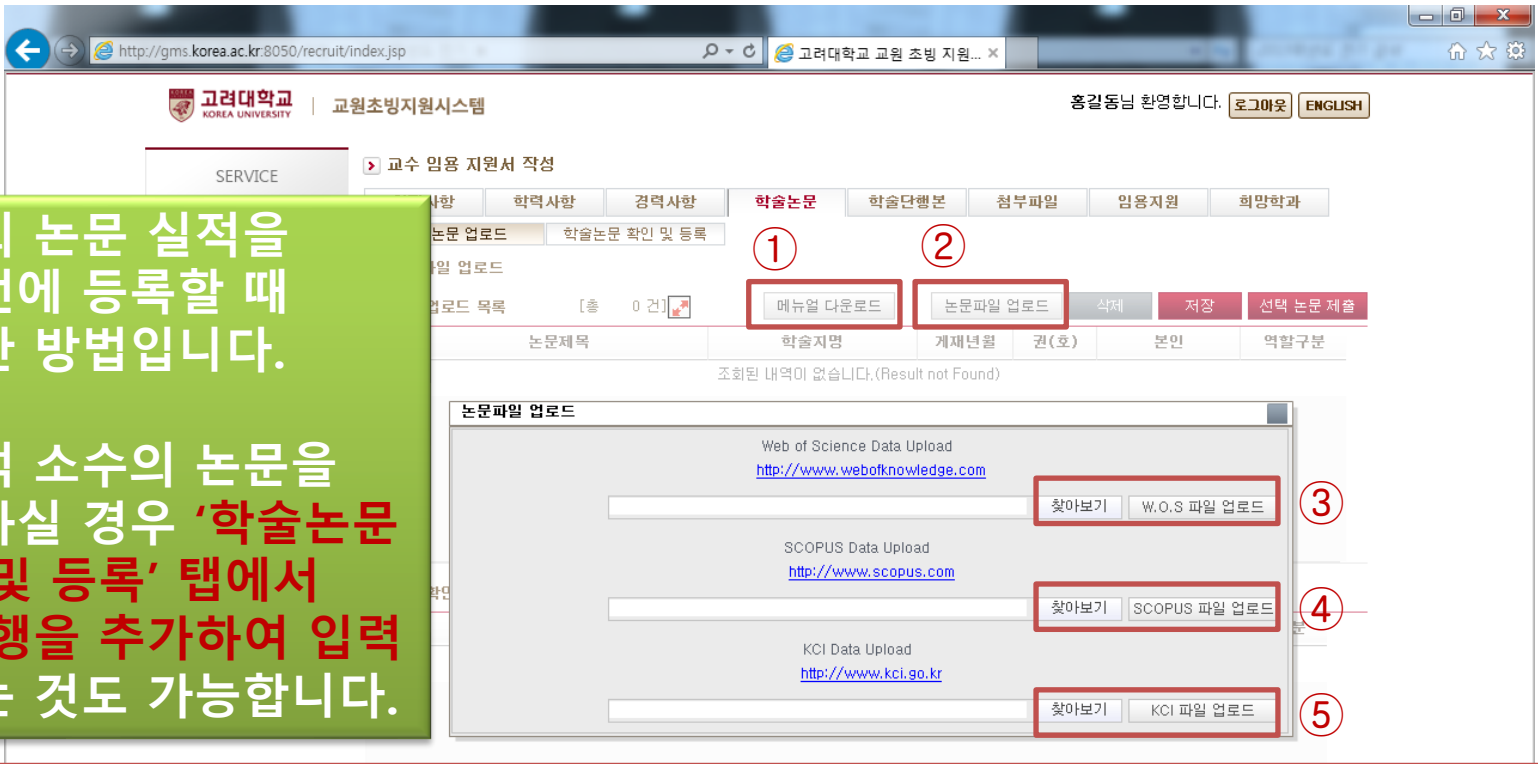 http://gms.korea.ac.kr:8050/recruit/index.jsp
고려대학교 교원 초빙 지원...
고려대학교
KOREA UNIVERSITY
교원초빙지원시스템
홍길동님 환영합니다.
로그아웃
ENGLISH
SERVICE
교수 임용 지원서 작성
학력사항
경력사항
학술논문
학술단행본
첨부파일
임용지원
희망학과
논문 업로드
학술논문 확인 및 등록
①
②
업로드
업로드 목록
[총 0 건]
메뉴얼 다운로드
논문파일 업로드
삭제
저장
선택 논문 제출
논문제목
학술지명
게재년월
권(호)
본인
역할구분
조회된 내역이 없습니다.(Result not Found)
논문 실적을
등록할 때
방법입니다.
소수의 논문을
경우 ‘학술논문
및 등록’ 탭에서
행을 추가하여 입력
것도 가능합니다.
논문파일 업로드
Web of Science Data Upload
http://www.webofknowledge.com
찾아보기
W.O.S 파일 업로드
③
SCOPUS Data Upload
http://www.scopus.com
찾아보기
SCOPUS 파일 업로드
④
KCI Data Upload
http://www.kci.go.kr
찾아보기
KCI 파일 업로드
⑤